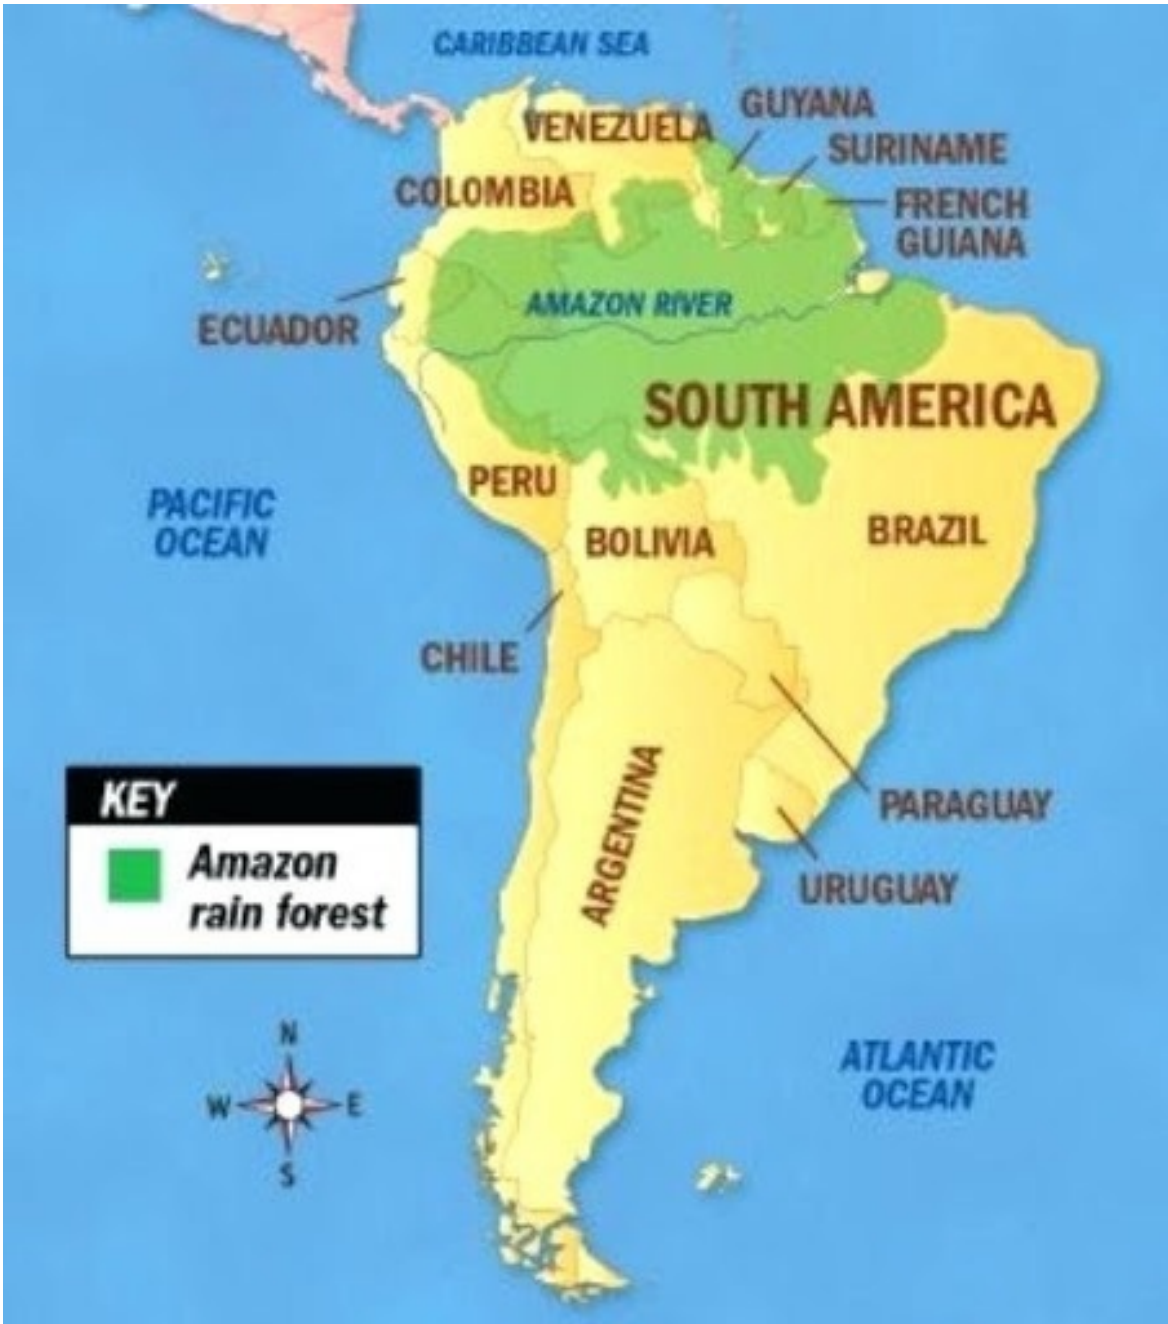 CARIBBEAN SEA
VENEZUELA
GUYANA
SURINAME
COLOMBIA
FRENCH
GUIANA
ECUADOR
AMAZON RIVER
SOUTH AMERICA
PERU
PACIFIC
OCEAN
BOLIVIA
BRAZIL
CHILE
ARGENTINA
PARAGUAY
URUGUAY
KEY
Amazon
rain forest
N
W E
S
ATLANTIC
OCEAN